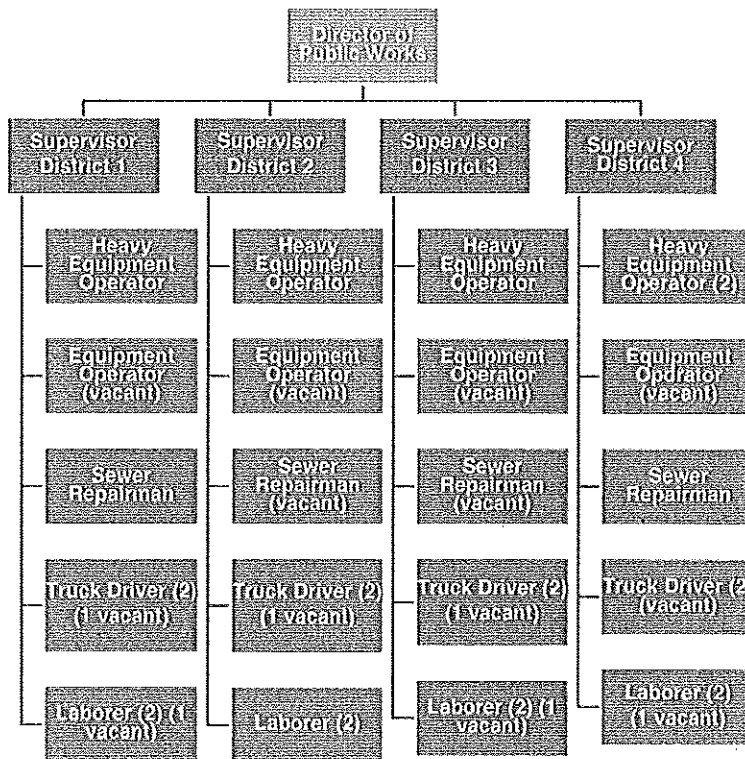 Director of
Public Works
Supervisor
District 1
Supervisor
District 2
Supervisor
District 3
Supervisor
District 4
Heavy
Equipment
Operator
Equipment
Operator
(vacant)
Sewer
Repairman
Truck Driver (2)
(1 vacant)
Laborer (2) (1
vacant)
Heavy
Equipment
Operator
Equipment
Operator
(vacant)
Sewer
Repairman
(vacant)
Truck Driver (2)
(1 vacant)
Laborer (2)
Heavy
Equipment
Operator
Equipment
Operator
(vacant)
Sewer
Repairman
(vacant)
Truck Driver (2)
(1 vacant)
Laborer (2) (1
vacant)
Heavy
Equipment
Operator (2)
Equipment
Operator
(vacant)
Sewer
Repairman
Truck Driver (2)
(vacant)
Laborer (2)
(1 vacant)